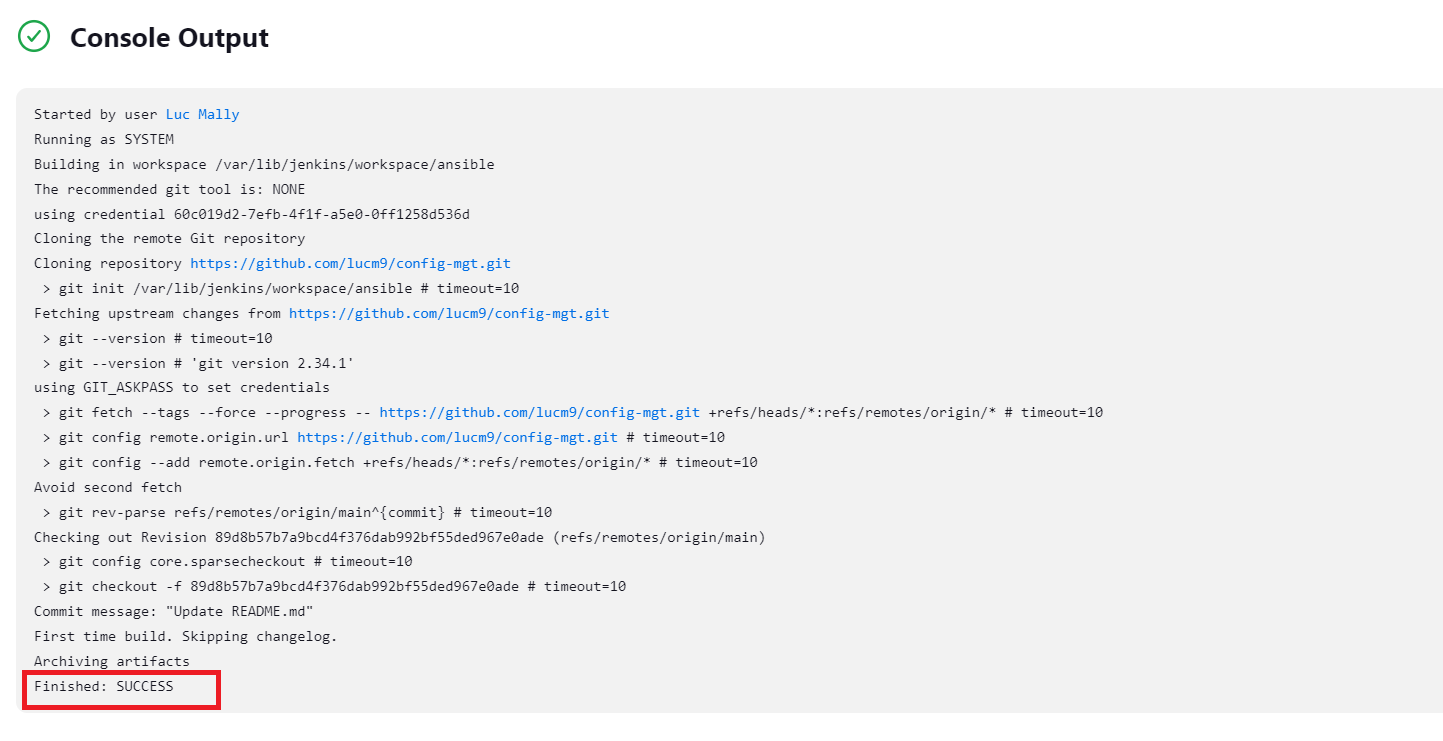 Console Output
Started by user Luc Mally
Running as SYSTEM
Building in workspace /var/lib/jenkins/workspace/ansible
The recommended git tool is: NONE
using credential 60c019d2-7efb-4f1f-a5e0-0ff1258d536d
Cloning the remote Git repository
Cloning repository https://github.com/lucm9/config-mgt.git
 > git init /var/lib/jenkins/workspace/ansible # timeout=10
Fetching upstream changes from https://github.com/lucm9/config-mgt.git
 > git --version # timeout=10
 > git --version # 'git version 2.34.1'
using GIT_ASKPASS to set credentials
 > git fetch --tags --force --progress -- https://github.com/lucm9/config-mgt.git +refs/heads/*:refs/remotes/origin/* # timeout=10
 > git config remote.origin.url https://github.com/lucm9/config-mgt.git # timeout=10
 > git config --add remote.origin.fetch +refs/heads/*:refs/remotes/origin/* # timeout=10
Avoid second fetch
 > git rev-parse refs/remotes/origin/main^{commit} # timeout=10
Checking out Revision 89d8b57b7a9bcd4f376dab992bf55ded967e0ade (refs/remotes/origin/main)
 > git config core.sparsecheckout # timeout=10
 > git checkout -f 89d8b57b7a9bcd4f376dab992bf55ded967e0ade # timeout=10
Commit message: "Update README.md"
First time build. Skipping changelog.
Archiving artifacts
Finished: SUCCESS